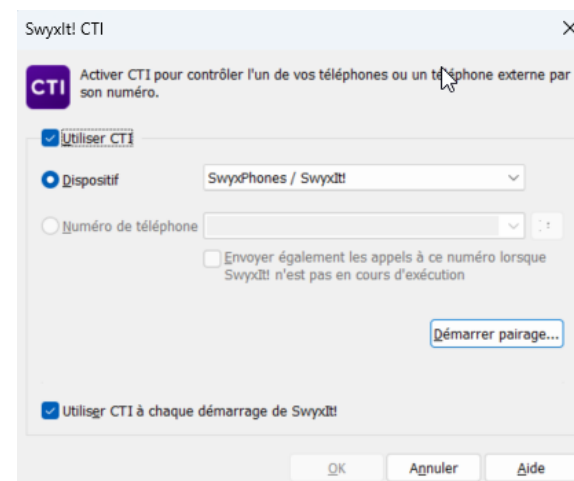 SwyxIt! CTI
CTI
Activer CTI pour contrôler l'un de vos téléphones ou un téléphone externe par
son numéro.
Utiliser CTI
Dispositif SwyxPhones / SwyxIt!
Numéro de téléphone
Envoyer également les appels à ce numéro lorsque
SwyxIt! n'est pas en cours d'exécution
Démarrer pairage...
Utiliser CTI à chaque démarrage de SwyxIt!
OK Annuler Aide